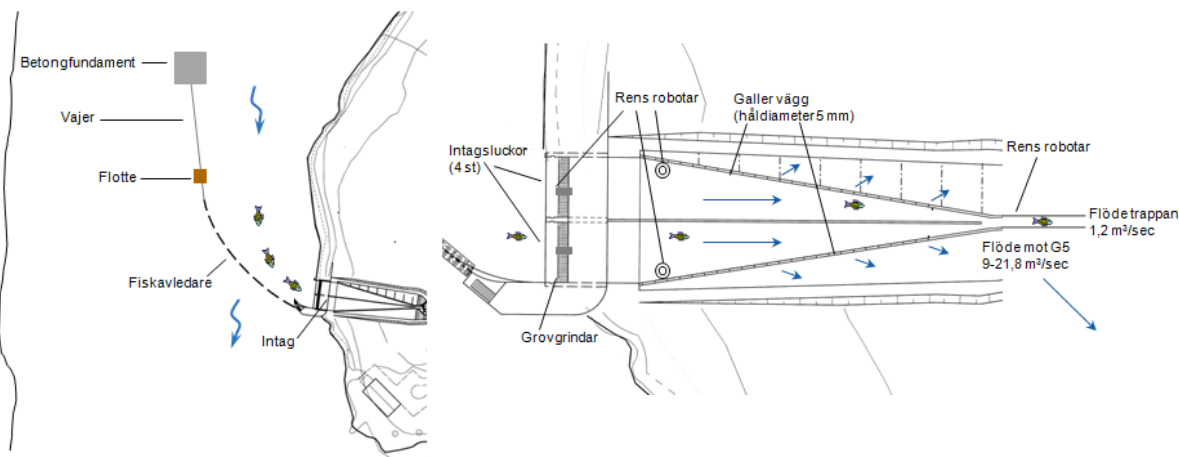 Betongfundament
Vajer
Flotte
Fiskavledare
Intag
Rens robotar
Galler vägg
(håldiameter 5 mm)
Intagsluckor
(4 st)
Rens robotar
Flöde trappan
1,2 m³/sec
Flöde mot G5
9-21,8 m³/sec
Grovgrindar